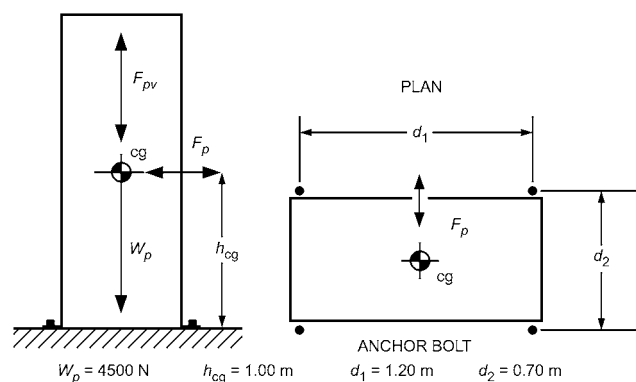 PLAN
F_pv
d_1
cg
F_p
F_p
W_p
h_cg
d_2
cg
ANCHOR BOLT
W_p = 4500 N h_cg = 1.00 m d_1 = 1.20 m d_2 = 0.70 m